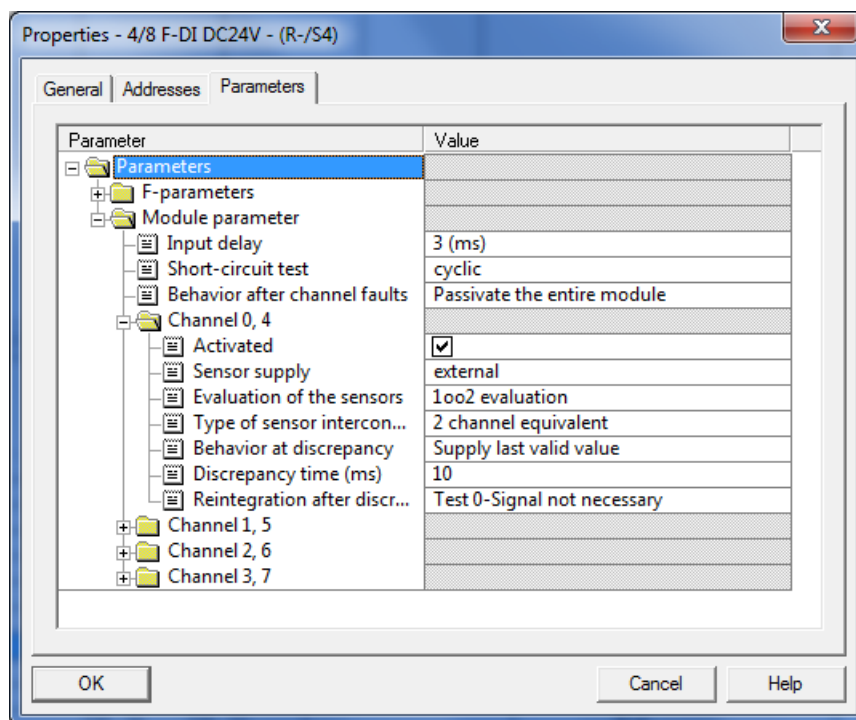 Properties - 4/8 F-DI DC24V - (R-/S4)
General Addresses Parameters
Parameter Value
Parameters
F-parameters
Module parameter
Input delay 3 (ms)
Short-circuit test cyclic
Behavior after channel faults Passivate the entire module
Channel 0, 4
Activated
Sensor supply external
Evaluation of the sensors 1oo2 evaluation
Type of sensor intercon... 2 channel equivalent
Behavior at discrepancy Supply last valid value
Discrepancy time (ms) 10
Reintegration after discr... Test 0-Signal not necessary
Channel 1, 5
Channel 2, 6
Channel 3, 7
OK Cancel Help